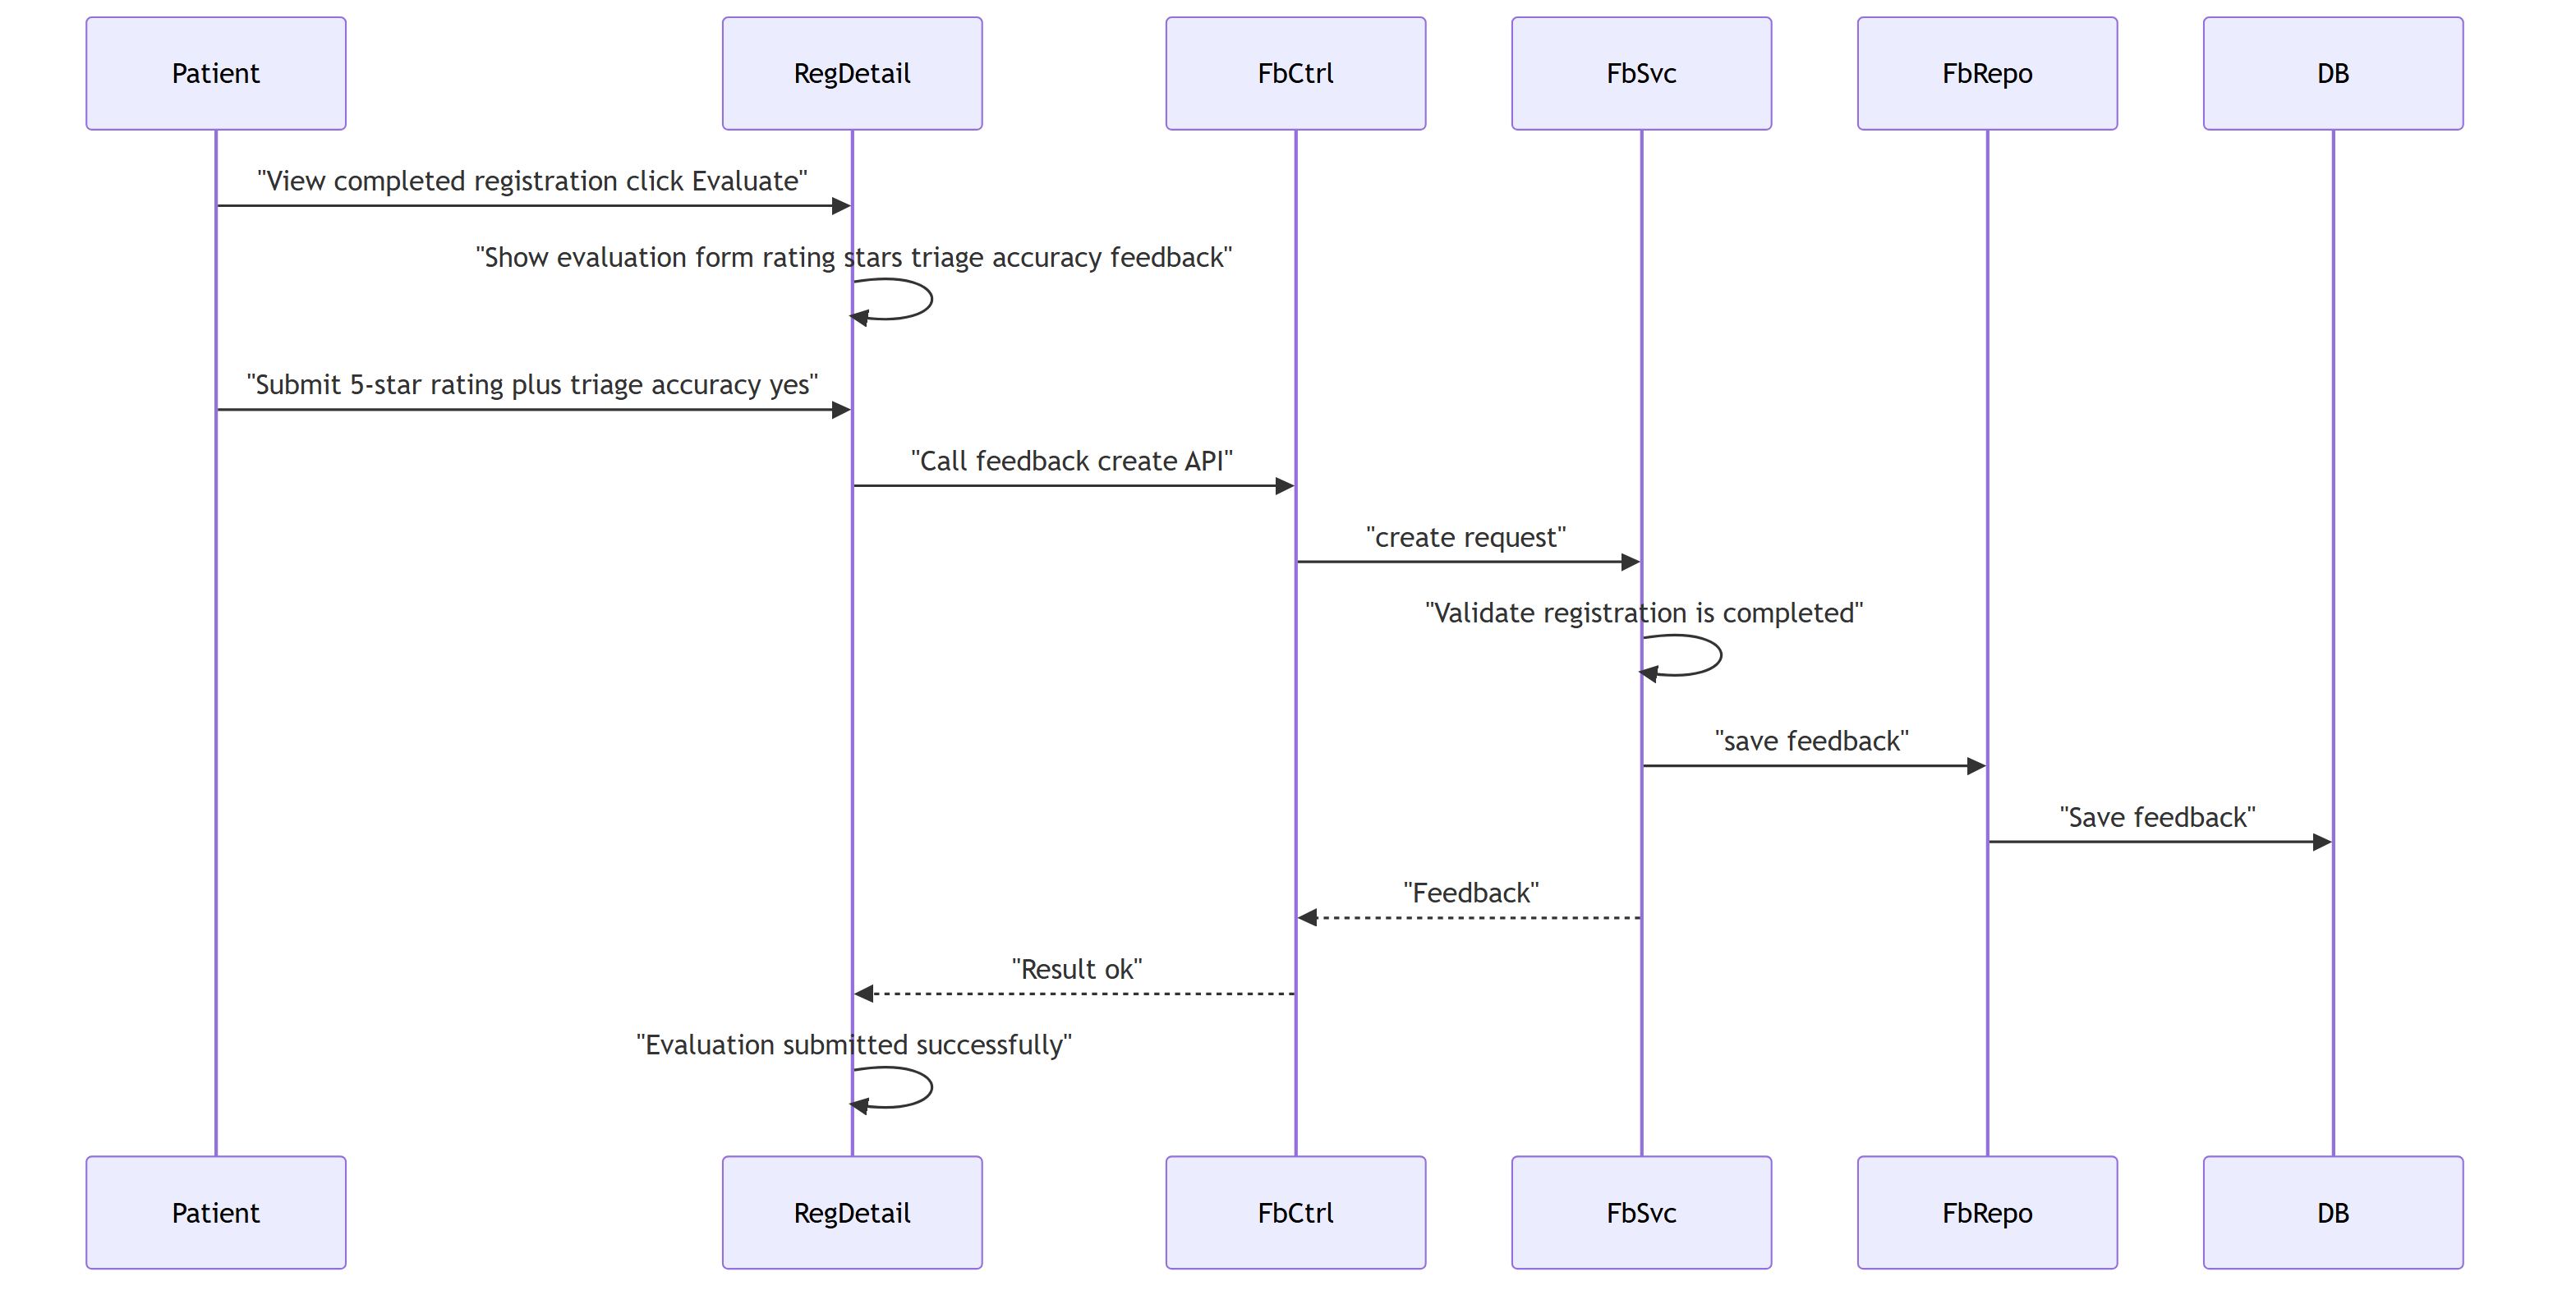 Patient
RegDetail
FbCtrl
FbSvc
FbRepo
DB
"View completed registration click Evaluate"
"Show evaluation form rating stars triage accuracy feedback"
"Submit 5-star rating plus triage accuracy yes"
"Call feedback create API"
"create request"
"Validate registration is completed"
"save feedback"
"Save feedback"
"Feedback"
"Result ok"
"Evaluation submitted successfully"
Patient
RegDetail
FbCtrl
FbSvc
FbRepo
DB